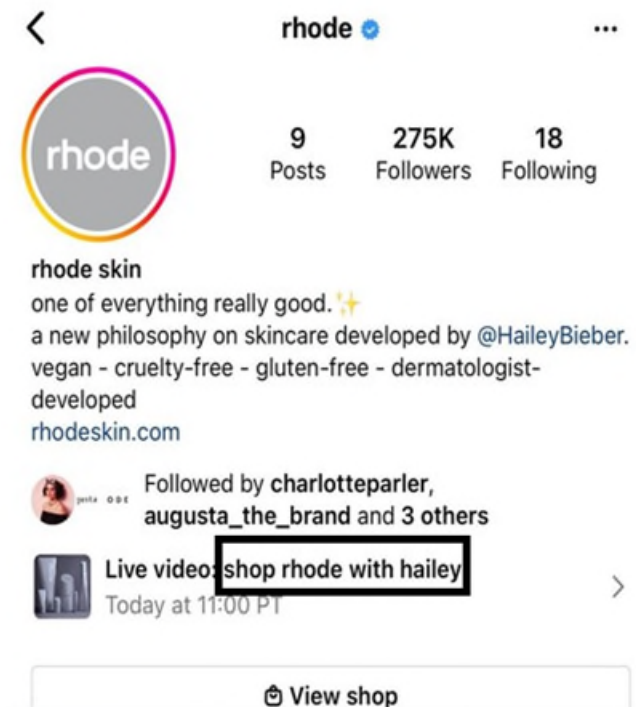 rhode
...
rhode
9 275K 18
Posts Followers Following
rhode skin
one of everything really good.✨
a new philosophy on skincare developed by @HaileyBieber.
vegan - cruelty-free - gluten-free - dermatologist-
developed
rhodeskin.com
Followed by charlotteparler,
augusta_the_brand and 3 others
Live video: shop rhode with hailey
Today at 11:00 PT
View shop